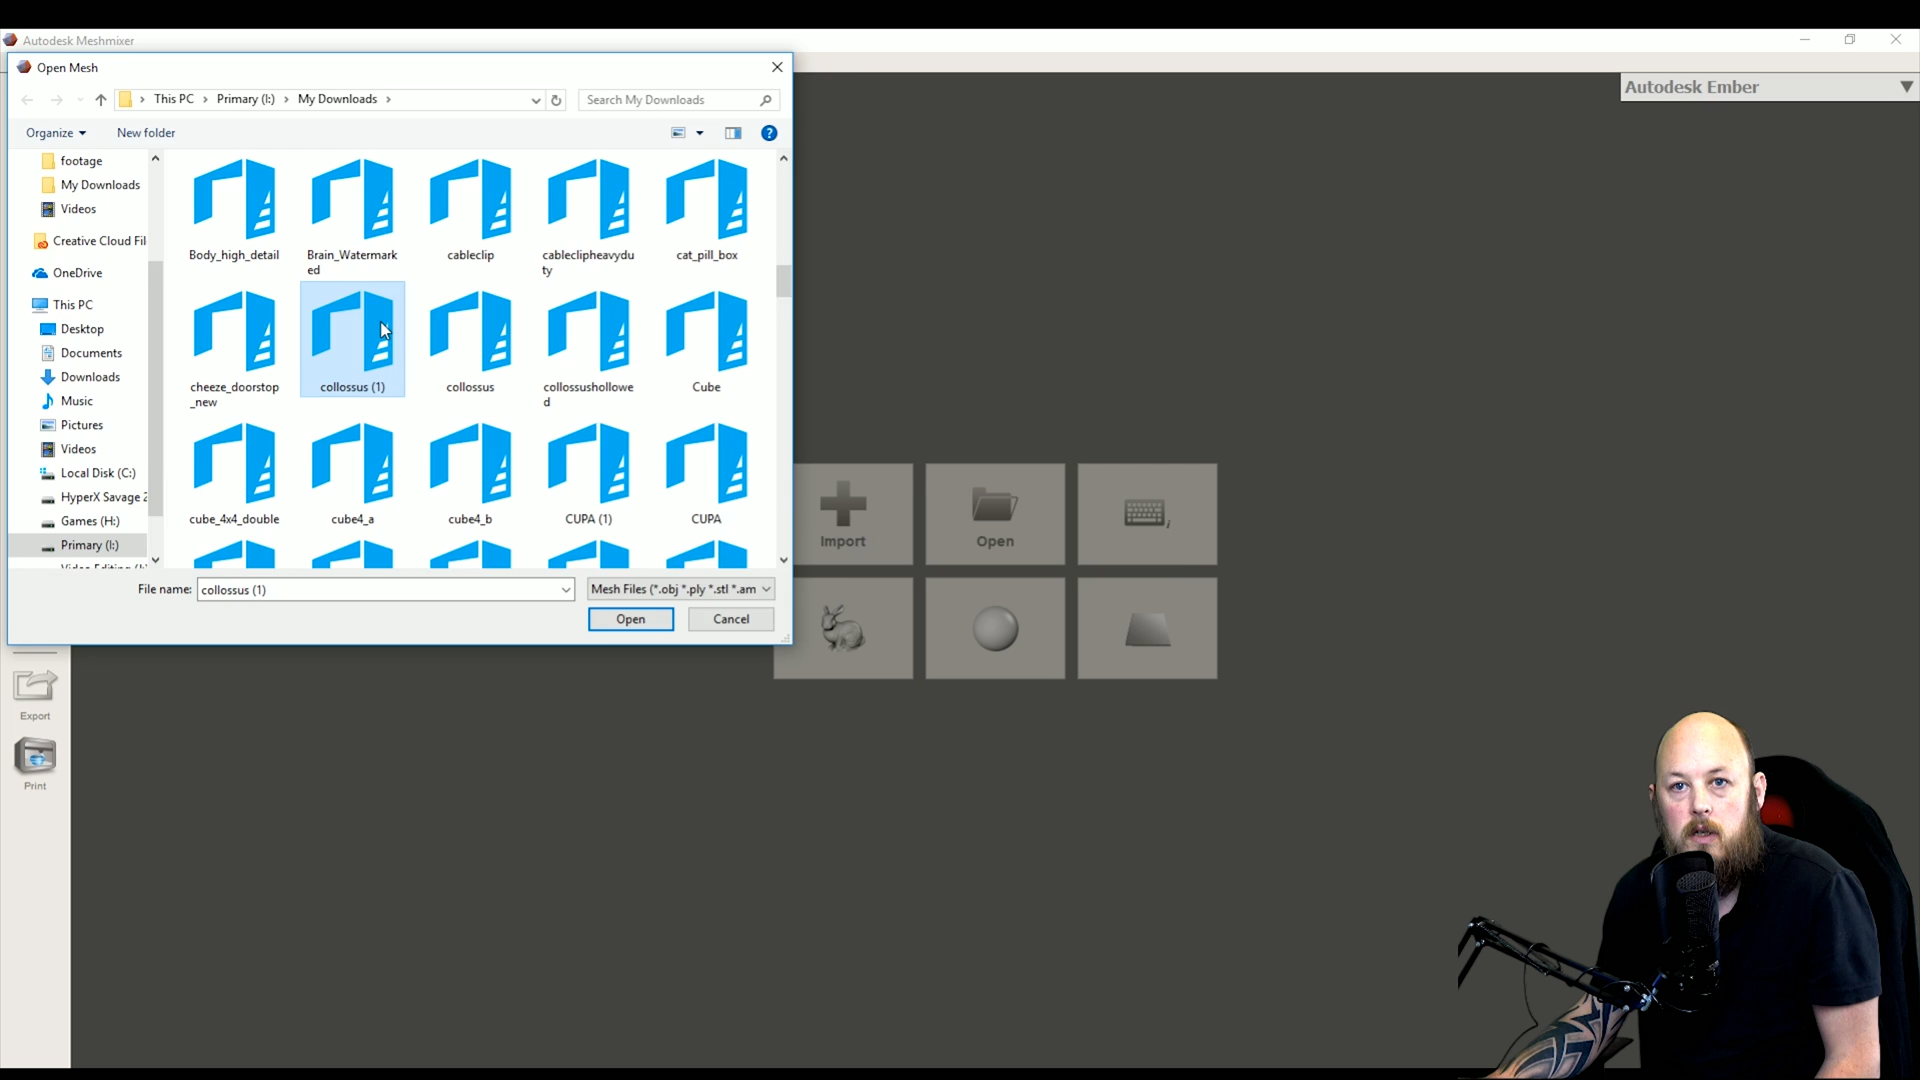 Autodesk Meshmixer
Open Mesh
This PC > Primary (I:) > My Downloads >
Search My Downloads
Organize
New folder
Autodesk Ember
footage
My Downloads
Videos
Creative Cloud Fil
OneDrive
This PC
Desktop
Documents
Downloads
Music
Pictures
Videos
Local Disk (C:)
HyperX Savage 2
Games (H:)
Primary (I:)
Body_high_detail
Brain_Watermark
ed
cableclip
cableclipheavydu
ty
cat_pill_box
cheeze_doorstop
_new
collossus (1)
collossus
collossushollowe
d
Cube
cube_4x4_double
cube4_a
cube4_b
CUPA (1)
CUPA
File name:
collossus (1)
Mesh Files (*.obj *.ply *.stl *.am
Open
Cancel
Import
Open
i
Export
Print